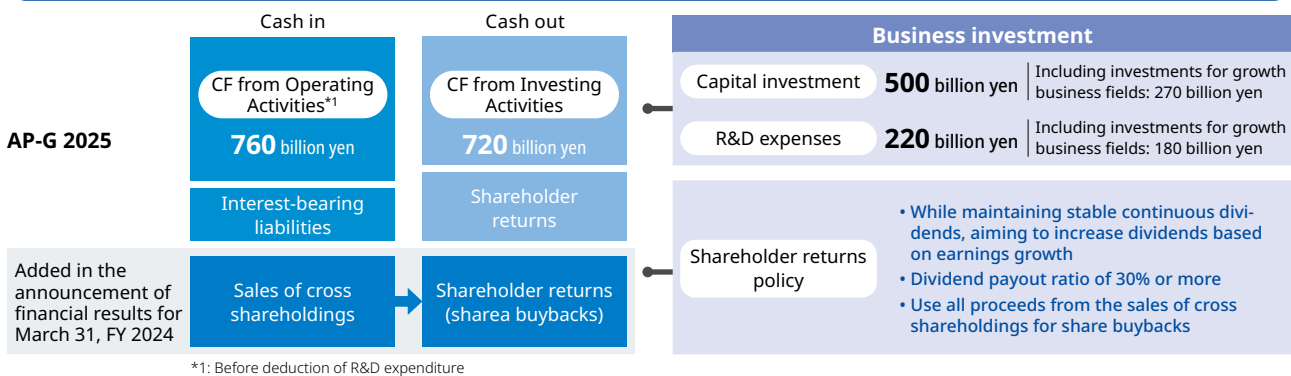 Cash in
Cash out
AP-G 2025
CF from Operating
Activities*1
760 billion yen
CF from Investing
Activities
720 billion yen
Interest-bearing
liabilities
Shareholder
returns
Added in the
announcement of
financial results for
March 31, FY 2024
Sales of cross
shareholdings
Shareholder returns
(sharea buybacks)
*1: Before deduction of R&D expenditure
Business investment
Capital investment
500 billion yen
Including investments for growth
business fields: 270 billion yen
R&D expenses
220 billion yen
Including investments for growth
business fields: 180 billion yen
Shareholder returns
policy
• While maintaining stable continuous divi-
dends, aiming to increase dividends based
on earnings growth
• Dividend payout ratio of 30% or more
• Use all proceeds from the sales of cross
shareholdings for share buybacks